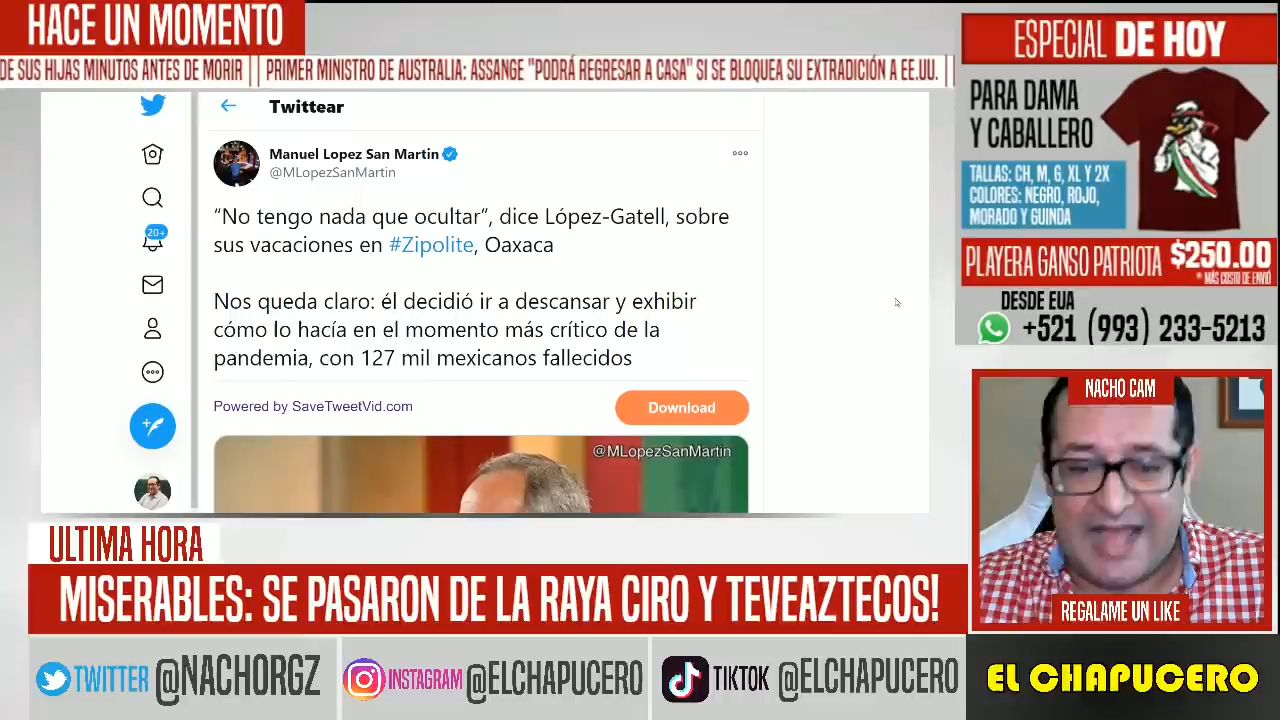 HACE UN MOMENTO
DE SUS HIJAS MINUTOS ANTES DE MORIR || PRIMER MINISTRO DE AUSTRALIA: ASSANGE "PODRÁ REGRESAR A CASA" SI SE BLOQUEA SU EXTRADICIÓN A EE.UU. ||
Twittear
Manuel Lopez San Martin
@MLopezSanMartin
“No tengo nada que ocultar”, dice López-Gatell, sobre
sus vacaciones en #Zipolite, Oaxaca
Nos queda claro: él decidió ir a descansar y exhibir
cómo lo hacía en el momento más crítico de la
pandemia, con 127 mil mexicanos fallecidos
Powered by SaveTweetVid.com
Download
@MLopezSanMartin
20+
ESPECIAL DE HOY
PARA DAMA
Y CABALLERO
TALLAS: CH, M, G, XL Y 2X
COLORES: NEGRO, ROJO,
MORADO Y GUINDA
PLAYERA GANSO PATRIOTA $250.00
* MÁS COSTO DE ENVIÓ
DESDE EUA
+521 (993) 233-5213
NACHO CAM
REGALAME UN LIKE
ULTIMA HORA
MISERABLES: SE PASARON DE LA RAYA CIRO Y TEVEAZTECOS!
TWITTER @NACHORGZ
INSTAGRAM @ELCHAPUCERO
TIKTOK @ELCHAPUCERO
EL CHAPUCERO